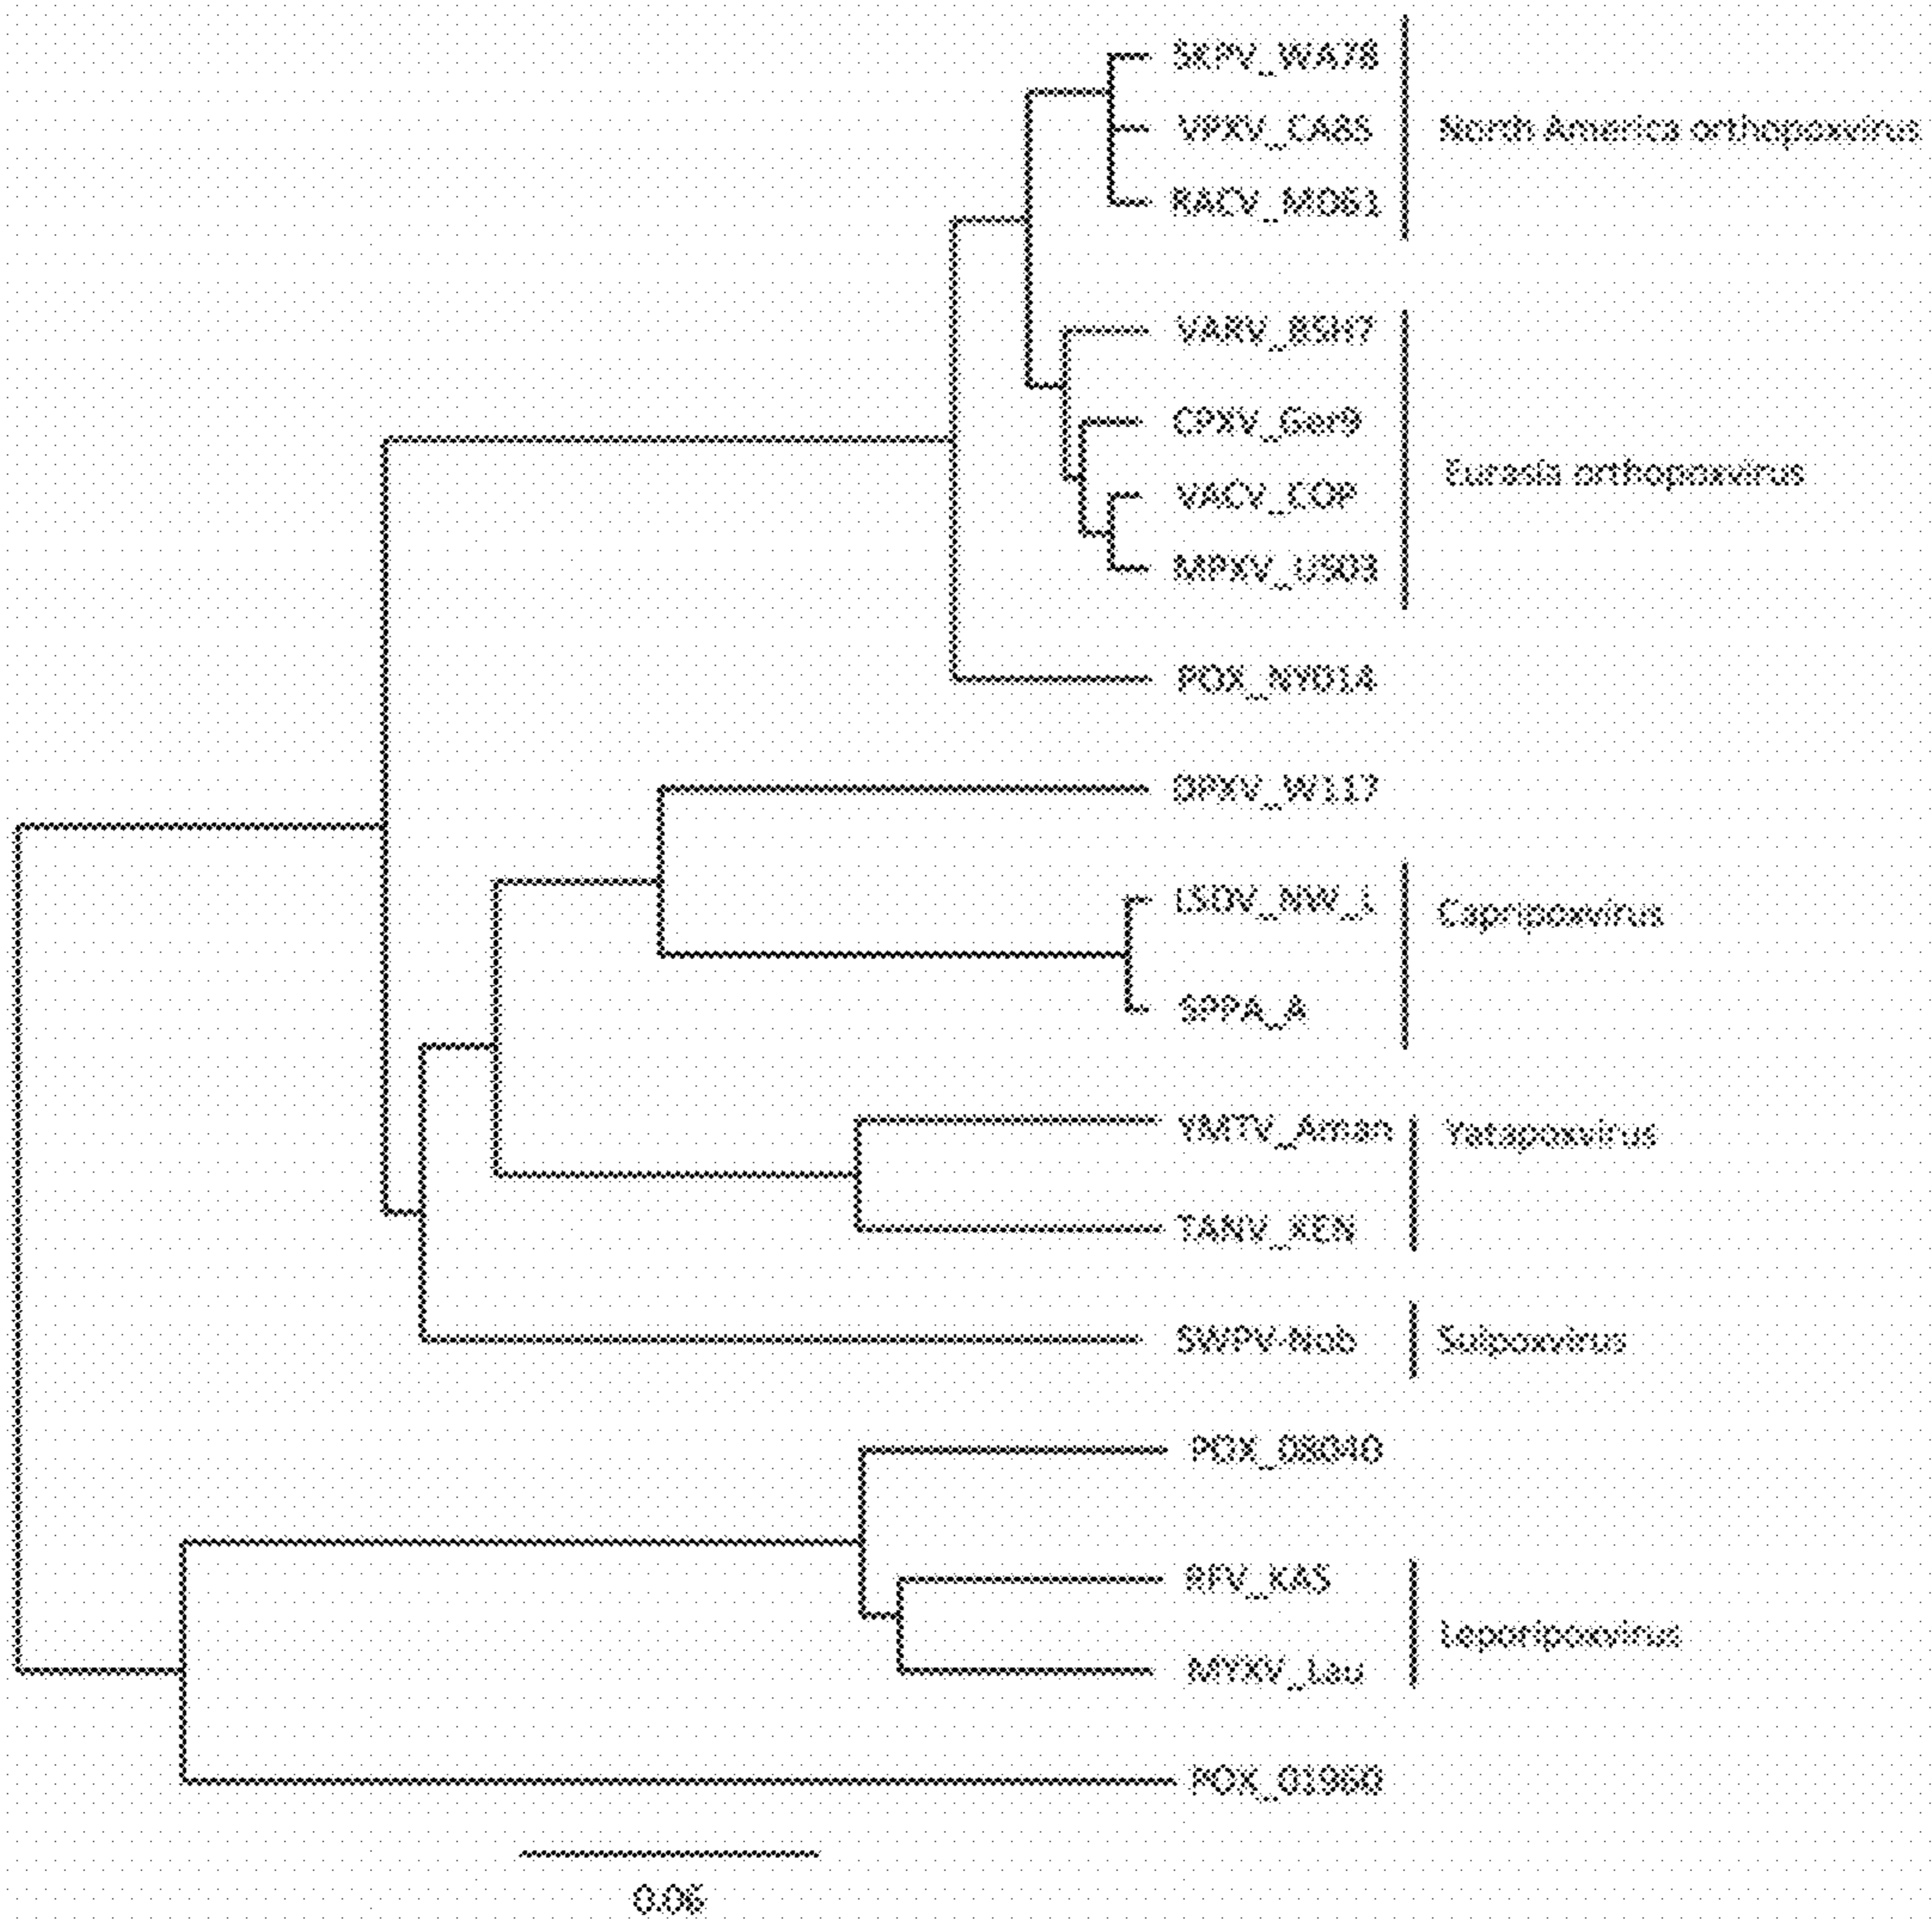 SKPV_WA78
VPXV_CA85
North America orthopoxvirus
RACV_MO61
VARV_BSH7
CPXV_Ger9
Eurasia orthopoxvirus
VACV_COP
MPXV_US03
POX_NY014
DPXV_W117
LSDV_NW_L
Capripoxvirus
SPPA_A
YMTV_Aman
Yatapoxvirus
TANV_KEN
SWPV-Nob
Suipoxvirus
POX_08040
RFV_KAS
Leporipoxvirus
MYXV_Lau
POX_01960
0.06